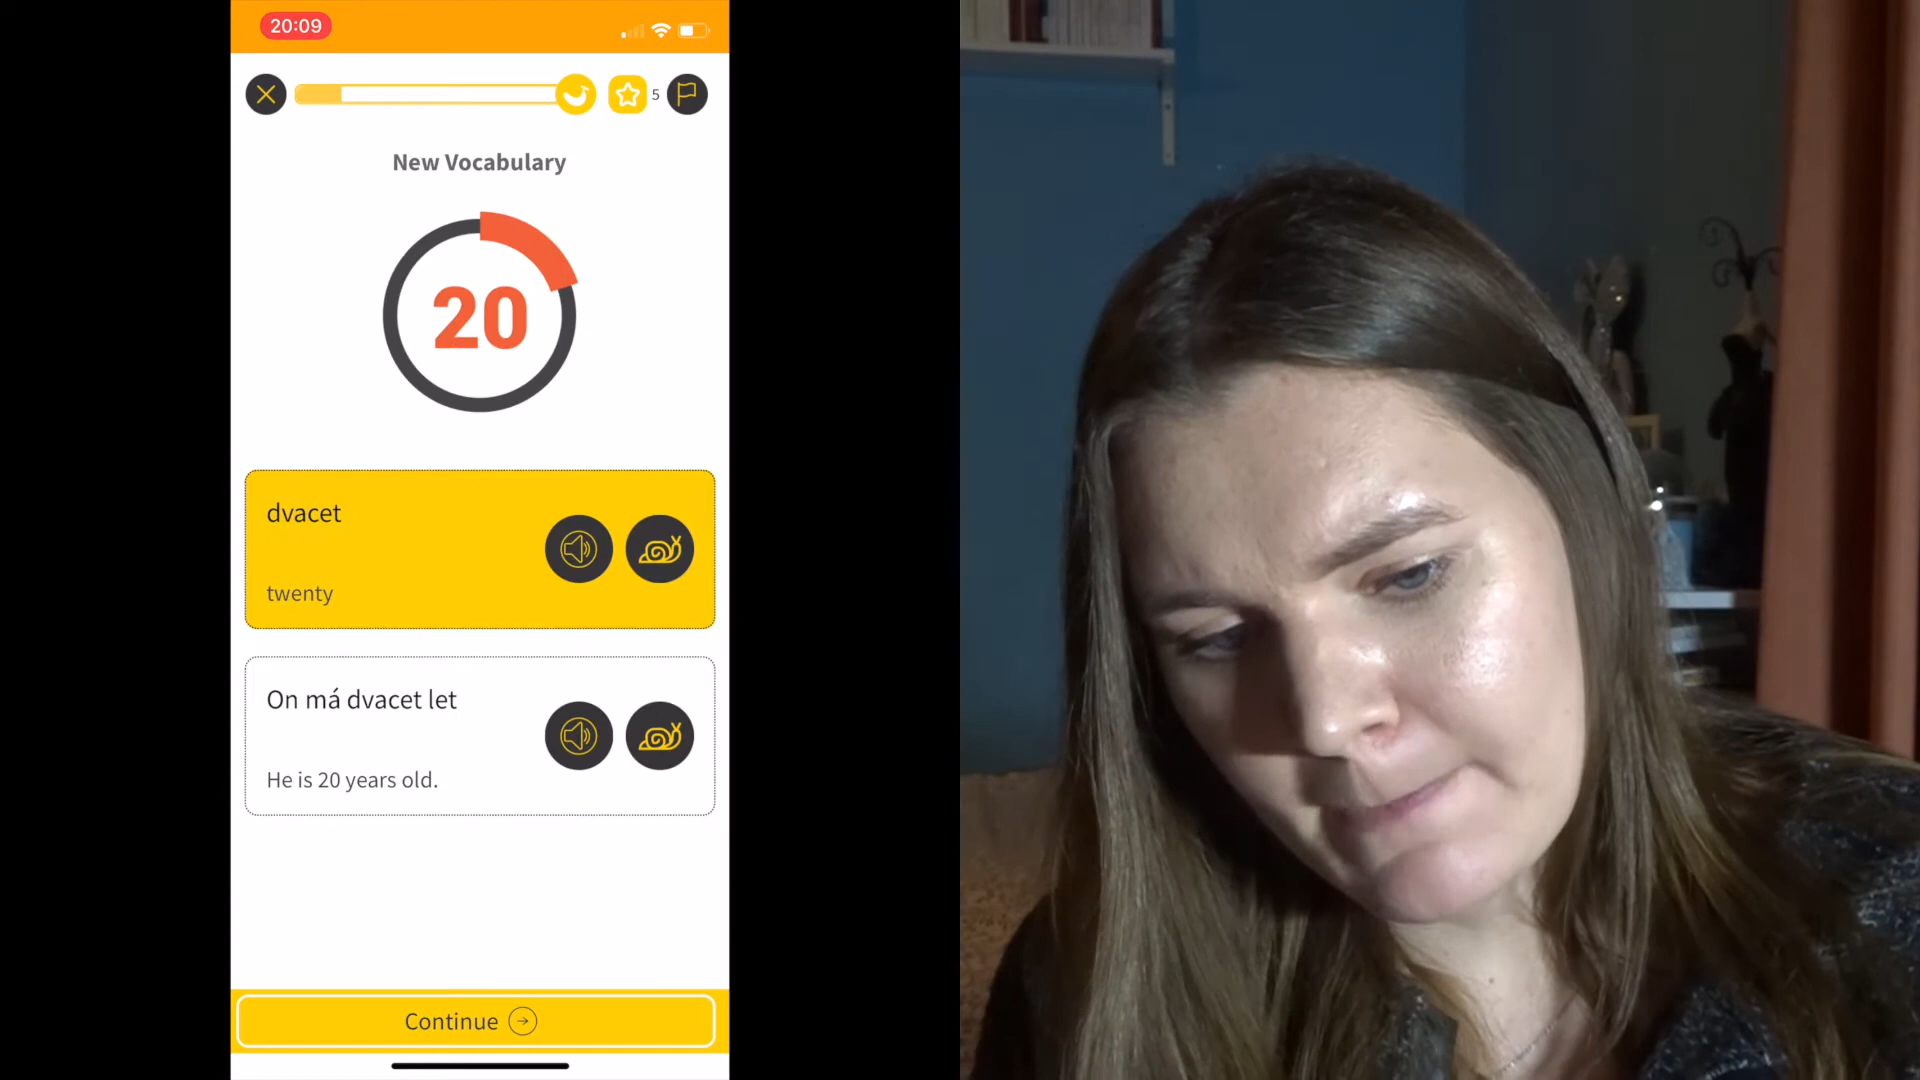 20:09
5
New Vocabulary
20
dvacet
twenty
On má dvacet let
He is 20 years old.
Continue